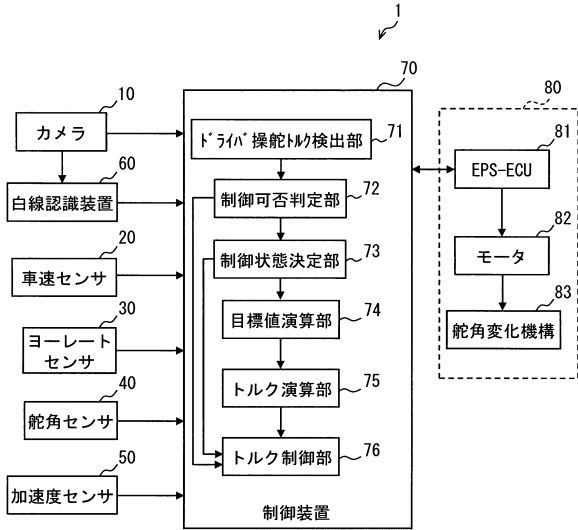 1
10
カメラ
60
白線認識装置
20
車速センサ
30
ヨーレート
センサ
40
舵角センサ
50
加速度センサ
70
ﾄﾞﾗｲﾊﾞ操舵ﾄﾙｸ検出部
71
制御可否判定部
72
制御状態決定部
73
目標値演算部
74
トルク演算部
75
トルク制御部
76
制御装置
80
81
EPS-ECU
82
モータ
83
舵角変化機構